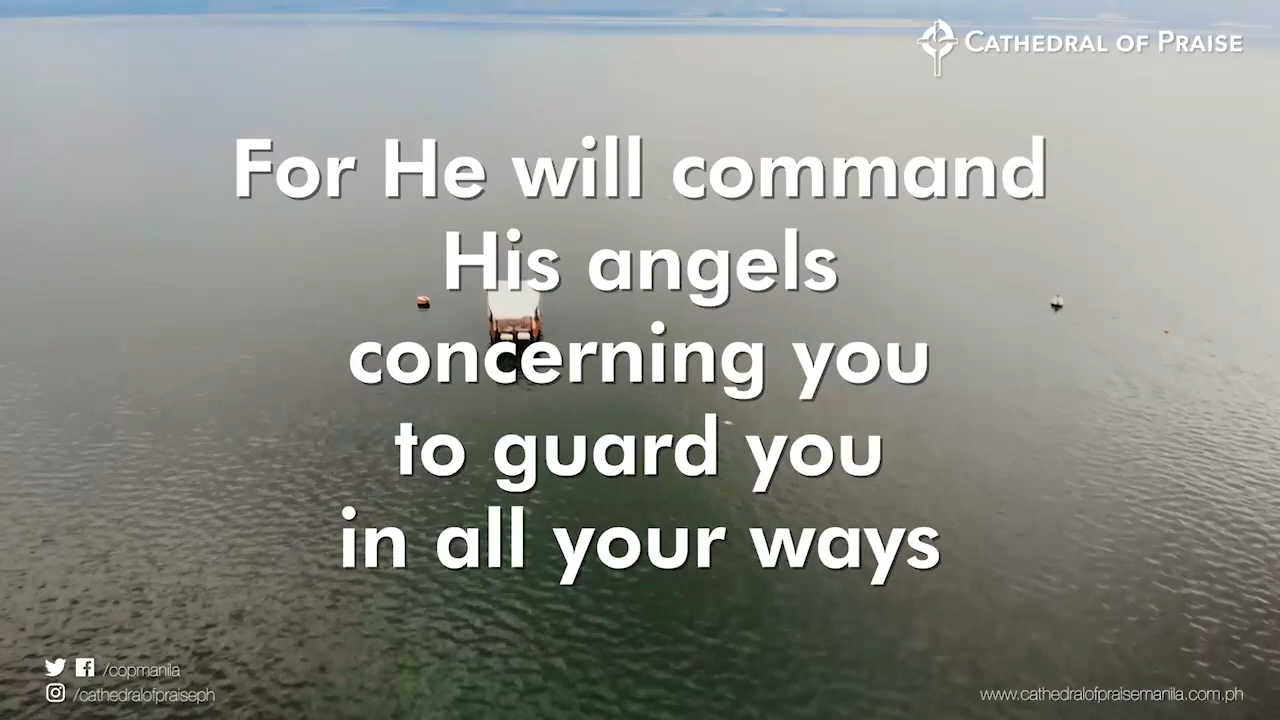 CATHEDRAL OF PRAISE
For He will command
His angels
concerning you
to guard you
in all your ways
/copmanila
/cathedralofpraiseph
www.cathedralofpraisemanila.com.ph